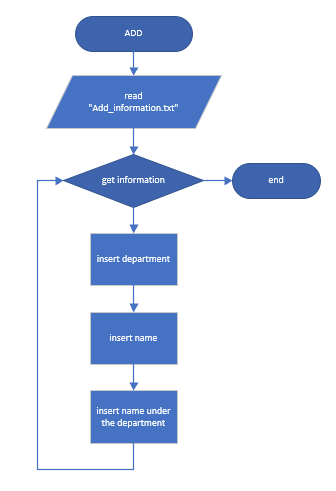 ADD
read
"Add_information.txt"
get information
end
insert department
insert name
insert name under
the department